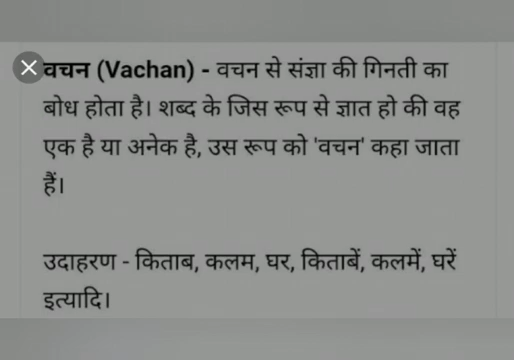 वचन (Vachan) - वचन से संज्ञा की गिनती का
बोध होता है। शब्द के जिस रूप से ज्ञात हो की वह
एक है या अनेक है, उस रूप को 'वचन' कहा जाता
हैं।
उदाहरण - किताब, कलम, घर, किताबें, कलमें, घरें
इत्यादि।